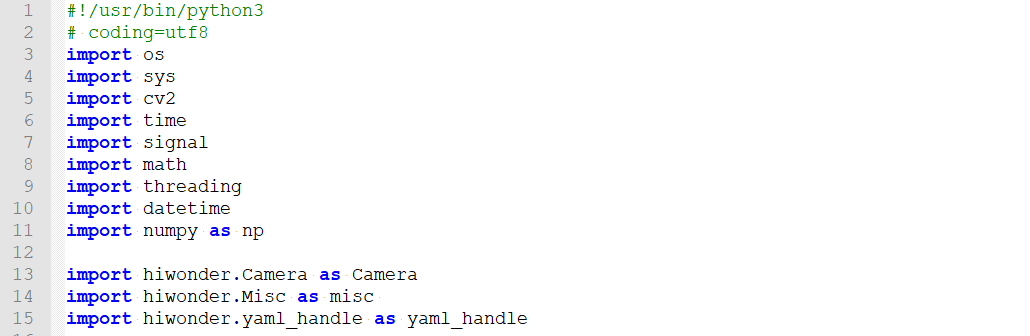 1 #!/usr/bin/python3
2 # coding=utf8
3 import os
4 import sys
5 import cv2
6 import time
7 import signal
8 import math
9 import threading
10 import datetime
11 import numpy as np
12
13 import hiwonder.Camera as Camera
14 import hiwonder.Misc as misc
15 import hiwonder.yaml_handle as yaml_handle